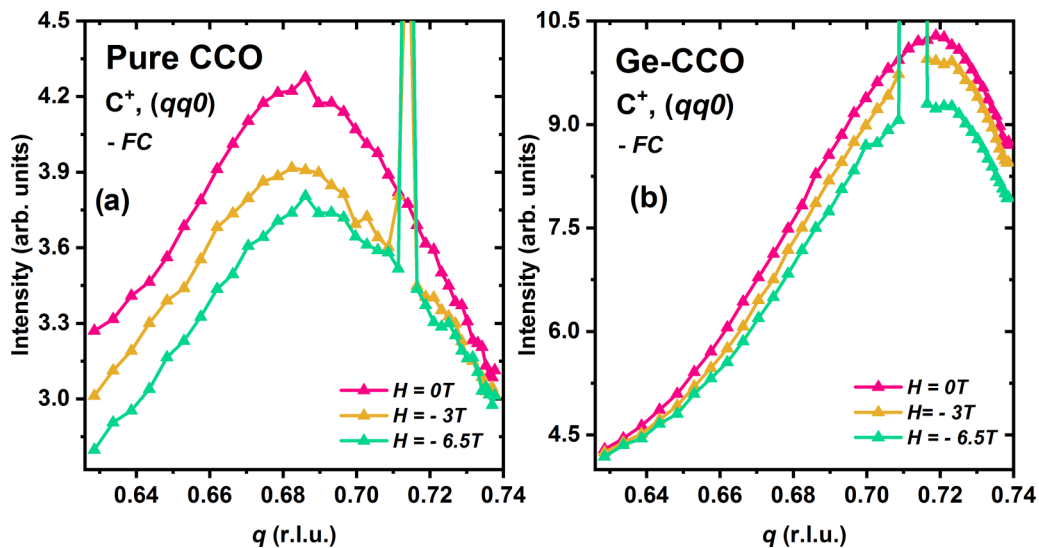 Pure CCO
C⁺, (qq0)
- FC
(a)
Intensity (arb. units)
4.5
4.2
3.9
3.6
3.3
3.0
H = 0T
H = - 3T
H = - 6.5T
0.64 0.66 0.68 0.70 0.72 0.74
q (r.l.u.)
Ge-CCO
C⁺, (qq0)
- FC
(b)
Intensity (arb. units)
10.5
9.0
7.5
6.0
4.5
H = 0T
H= - 3T
H = - 6.5T
0.64 0.66 0.68 0.70 0.72 0.74
q (r.l.u.)